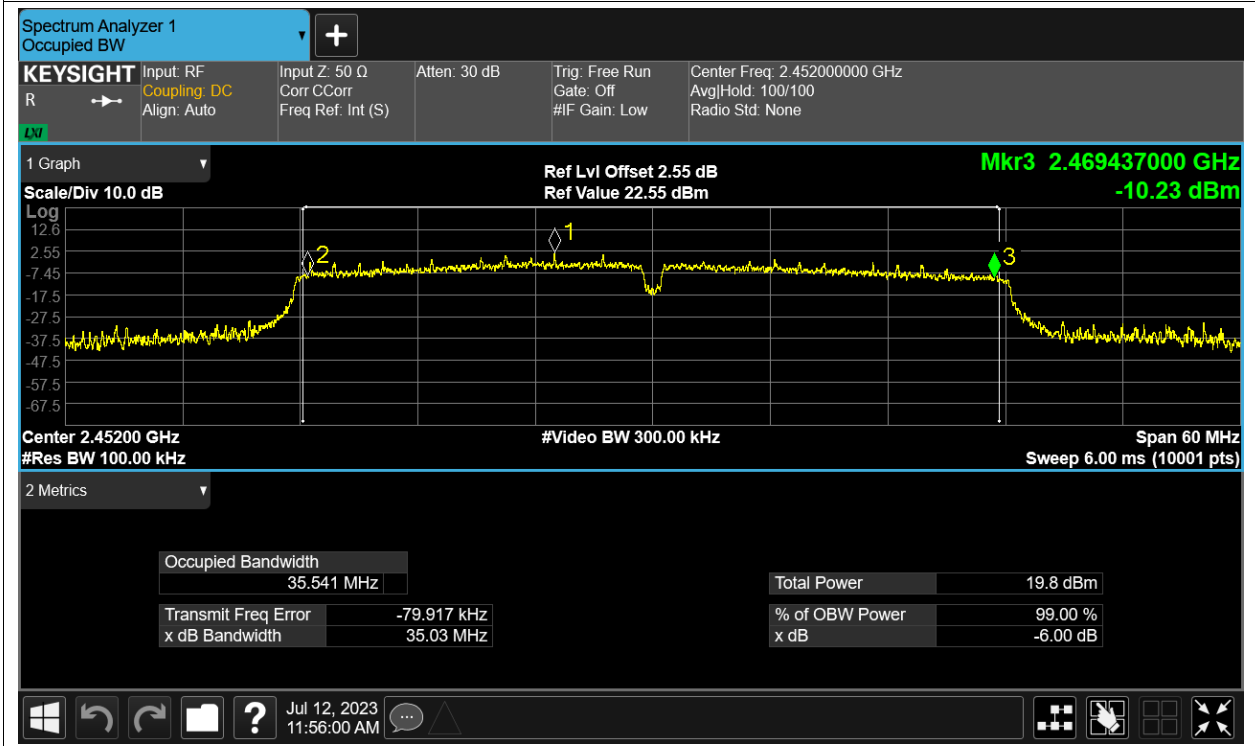 Spectrum Analyzer 1
Occupied BW
KEYSIGHT
R
LXI
Input: RF
Coupling: DC
Align: Auto
Input Z: 50 Ω
Corr CCorr
Freq Ref: Int (S)
Atten: 30 dB
Trig: Free Run
Gate: Off
#IF Gain: Low
Center Freq: 2.452000000 GHz
Avg|Hold: 100/100
Radio Std: None
1 Graph
Scale/Div 10.0 dB
Ref Lvl Offset 2.55 dB
Ref Value 22.55 dBm
Mkr3 2.469437000 GHz
-10.23 dBm
Log
12.6
2.55
-7.45
-17.5
-27.5
-37.5
-47.5
-57.5
-67.5
1
2
3
Center 2.45200 GHz
#Video BW 300.00 kHz
Span 60 MHz
#Res BW 100.00 kHz
Sweep 6.00 ms (10001 pts)
2 Metrics
Occupied Bandwidth
35.541 MHz
Total Power 19.8 dBm
Transmit Freq Error -79.917 kHz
% of OBW Power 99.00 %
x dB Bandwidth 35.03 MHz
x dB -6.00 dB
?
Jul 12, 2023
11:56:00 AM